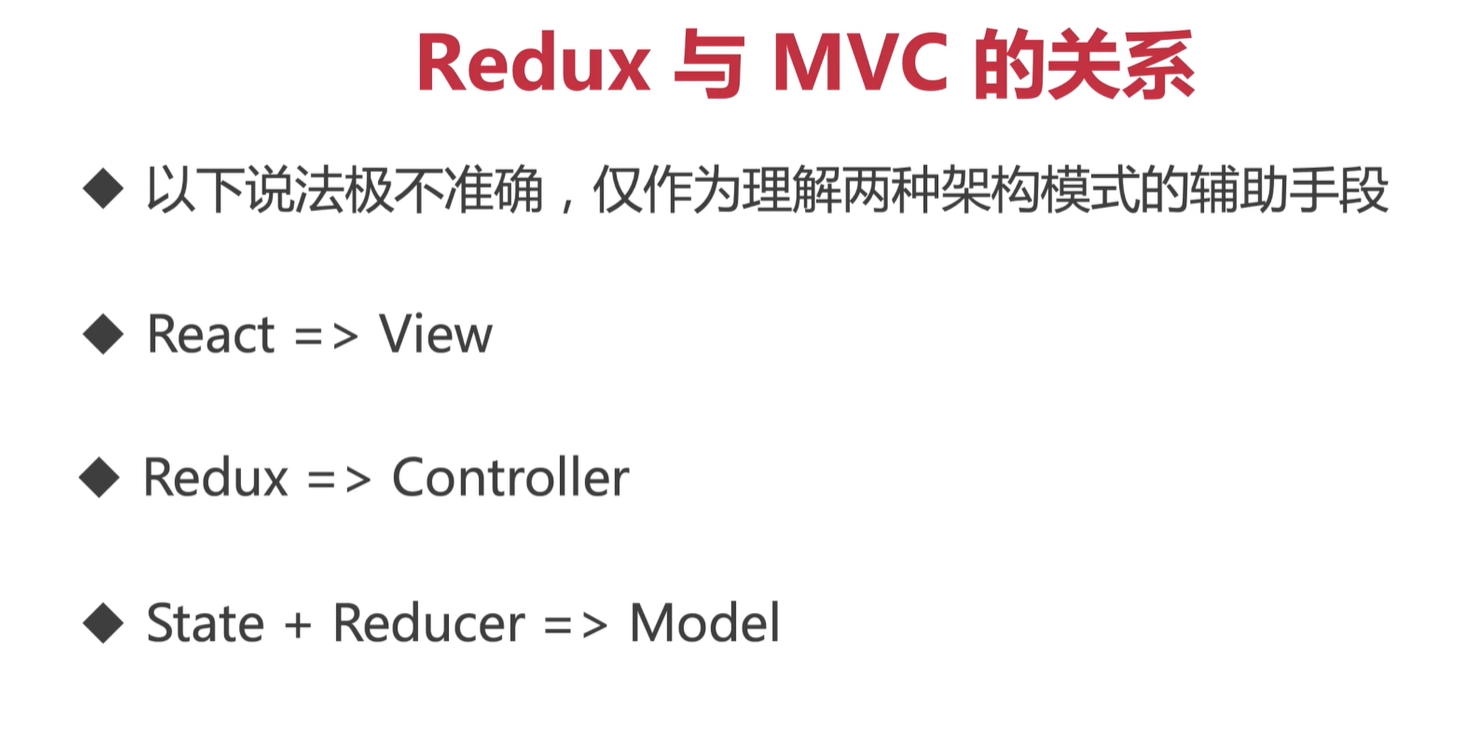 Redux 与 MVC 的关系
◆ 以下说法极不准确，仅作为理解两种架构模式的辅助手段
◆ React => View
◆ Redux => Controller
◆ State + Reducer => Model